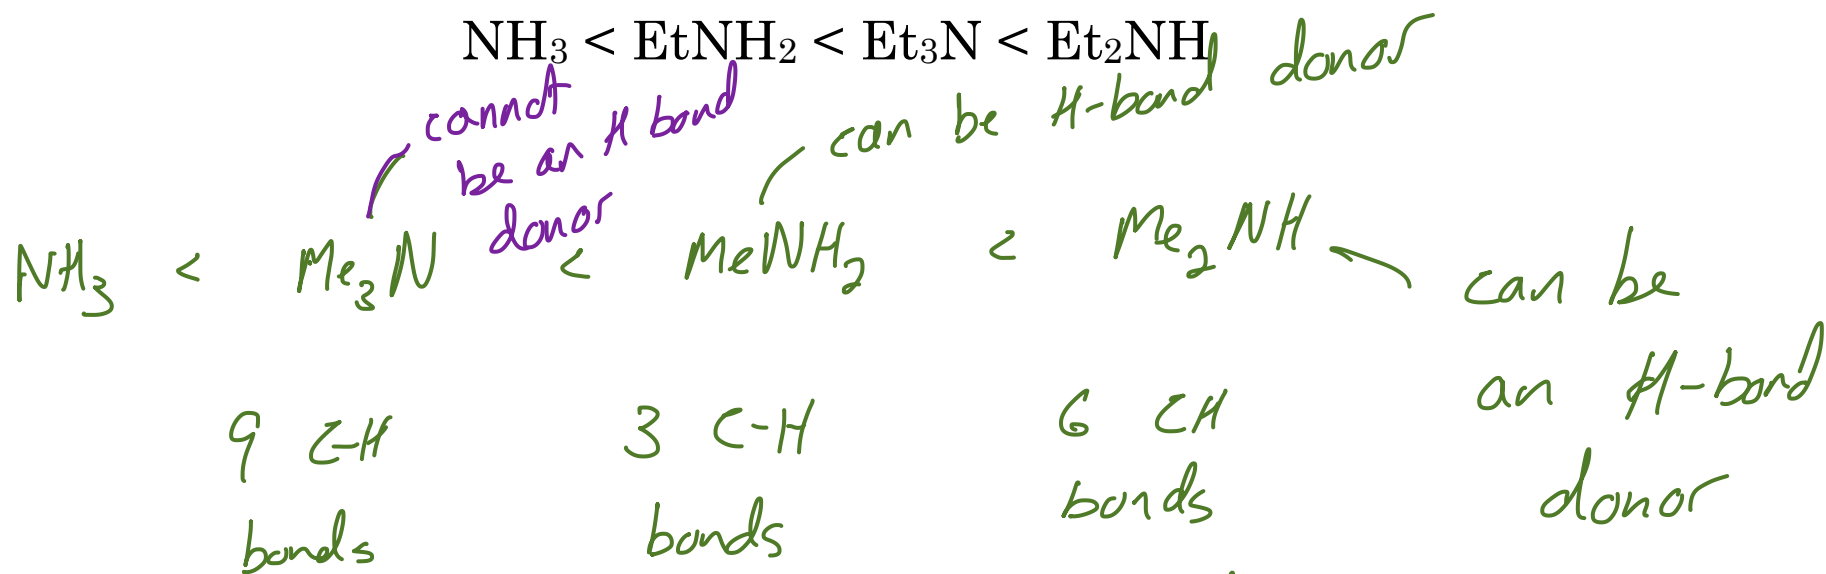 NH₃ < EtNH₂ < Et₃N < Et₂NH
cannot
be an H bond
donor
can be H-bond donor
NH₃ < Me₃N < MeNH₂ < Me₂NH
can be
an H-bond
donor
9 C-H
bonds
3 C-H
bonds
6 CH
bonds